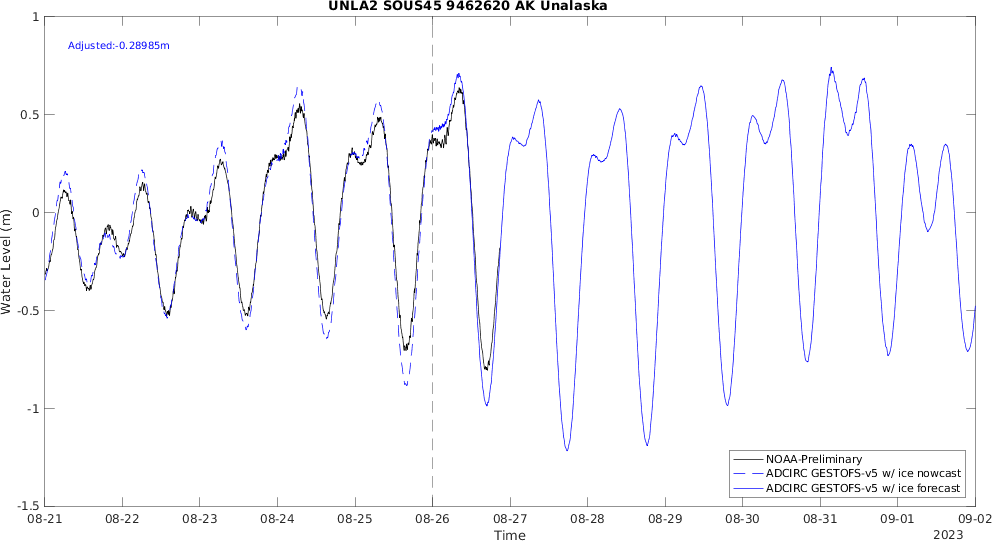 UNLA2 SOUS45 9462620 AK Unalaska
Adjusted:-0.28985m
1
0.5
0
-0.5
-1
-1.5
Water Level (m)
NOAA-Preliminary
ADCIRC GESTOFS-v5 w/ ice nowcast
ADCIRC GESTOFS-v5 w/ ice forecast
08-21 08-22 08-23 08-24 08-25 08-26 08-27 08-28 08-29 08-30 08-31 09-01 09-02
Time
2023